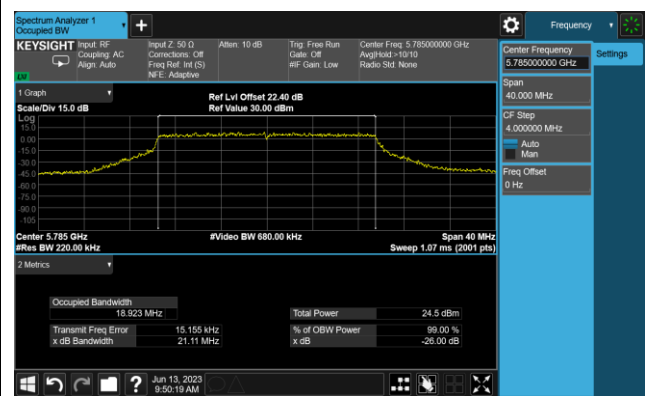 Spectrum Analyzer 1
Occupied BW
+
Frequency
KEYSIGHT
Input: RF
Coupling: AC
Align: Auto
Input Z: 50 Ω
Corrections: Off
Freq Ref: Int (S)
NFE: Adaptive
Atten: 10 dB
Trig: Free Run
Gate: Off
#IF Gain: Low
Center Freq: 5.785000000 GHz
Avg|Hold:>10/10
Radio Std: None
Center Frequency
5.785000000 GHz
Settings
Span
40.000 MHz
CF Step
4.000000 MHz
Auto
Man
Freq Offset
0 Hz
1 Graph
Scale/Div 15.0 dB
Ref Lvl Offset 22.40 dB
Ref Value 30.00 dBm
Log
15.0
0.00
-15.0
-30.0
-45.0
-60.0
-75.0
-90.0
-105
Center 5.785 GHz
#Res BW 220.00 kHz
#Video BW 680.00 kHz
Span 40 MHz
Sweep 1.07 ms (2001 pts)
2 Metrics
Occupied Bandwidth
18.923 MHz
Total Power 24.5 dBm
Transmit Freq Error 15.155 kHz
% of OBW Power 99.00 %
x dB Bandwidth 21.11 MHz
x dB -26.00 dB
?
Jun 13, 2023
9:50:19 AM